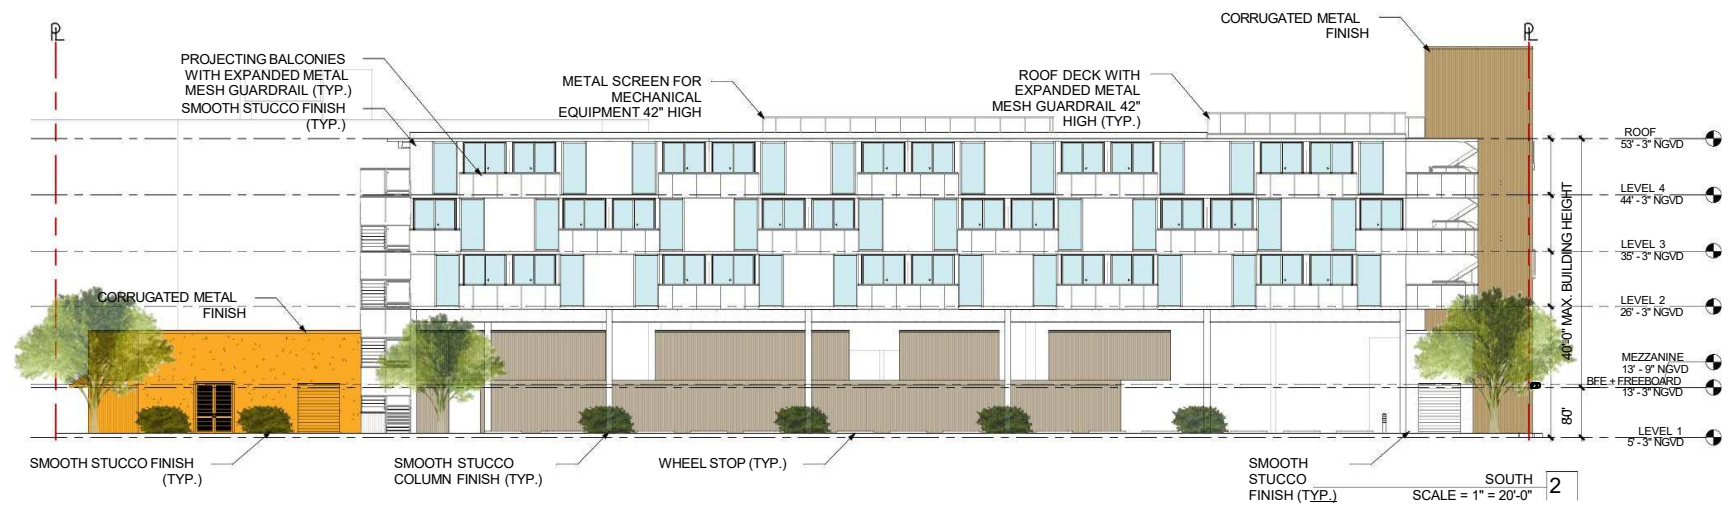 PL
PL
CORRUGATED METAL
FINISH
PROJECTING BALCONIES
WITH EXPANDED METAL
MESH GUARDRAIL (TYP.)
SMOOTH STUCCO FINISH
(TYP.)
METAL SCREEN FOR
MECHANICAL
EQUIPMENT 42" HIGH
ROOF DECK WITH
EXPANDED METAL
MESH GUARDRAIL 42"
HIGH (TYP.)
ROOF
53' - 3" NGVD
LEVEL 4
44' - 3" NGVD
LEVEL 3
35' - 3" NGVD
LEVEL 2
26' - 3" NGVD
MEZZANINE
13' - 9" NGVD
BFE + FREEBOARD
13' - 3" NGVD
LEVEL 1
5' - 3" NGVD
40'-0" MAX. BUILDING HEIGHT
80'
CORRUGATED METAL
FINISH
SMOOTH STUCCO FINISH
(TYP.)
SMOOTH STUCCO
COLUMN FINISH (TYP.)
WHEEL STOP (TYP.)
SMOOTH
STUCCO
FINISH (TYP.)
SOUTH
SCALE = 1" = 20'-0"
2